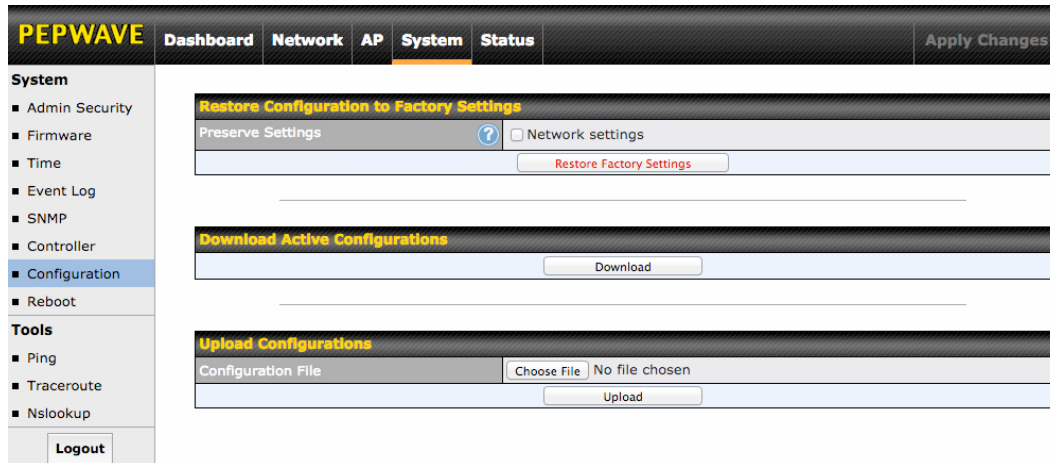 PEPWAVE
Dashboard Network AP System Status Apply Changes
System
Admin Security
Firmware
Time
Event Log
SNMP
Controller
Configuration
Reboot
Tools
Ping
Traceroute
Nslookup
Logout
Restore Configuration to Factory Settings
Preserve Settings ? Network settings
Restore Factory Settings
Download Active Configurations
Download
Upload Configurations
Configuration File Choose File No file chosen
Upload